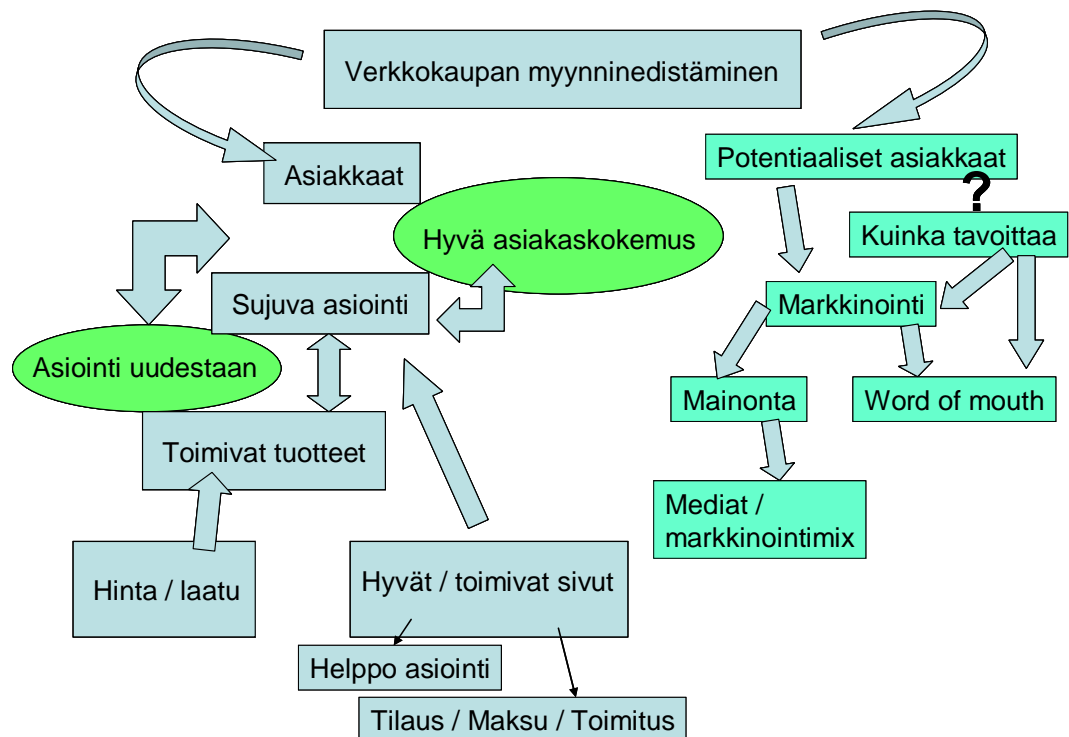 Verkkokaupan myynninedistäminen
Asiakkaat
Potentiaaliset asiakkaat
?
Hyvä asiakaskokemus
Kuinka tavoittaa
Sujuva asiointi
Markkinointi
Asiointi uudestaan
Mainonta
Word of mouth
Toimivat tuotteet
Mediat /
markkinointimix
Hinta / laatu
Hyvät / toimivat sivut
Helppo asiointi
Tilaus / Maksu / Toimitus